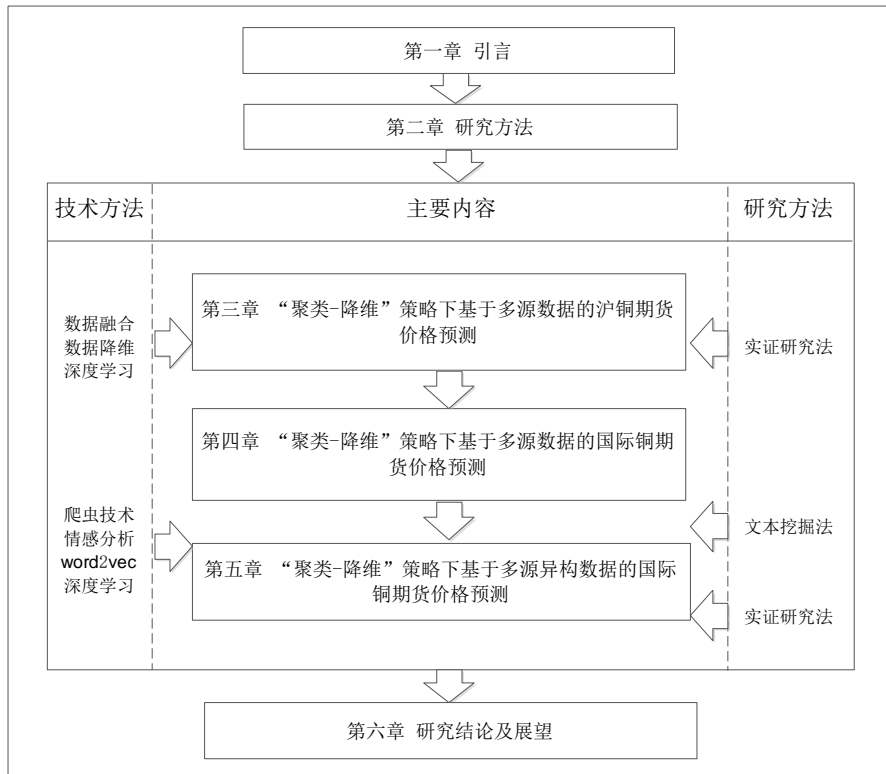 第一章 引言
第二章 研究方法
技术方法
主要内容
研究方法
数据融合
数据降维
深度学习
第三章 “聚类-降维”策略下基于多源数据的沪铜期货
价格预测
实证研究法
第四章 “聚类-降维”策略下基于多源数据的国际铜期
货价格预测
爬虫技术
情感分析
word2vec
深度学习
文本挖掘法
第五章 “聚类-降维”策略下基于多源异构数据的国际
铜期货价格预测
实证研究法
第六章 研究结论及展望